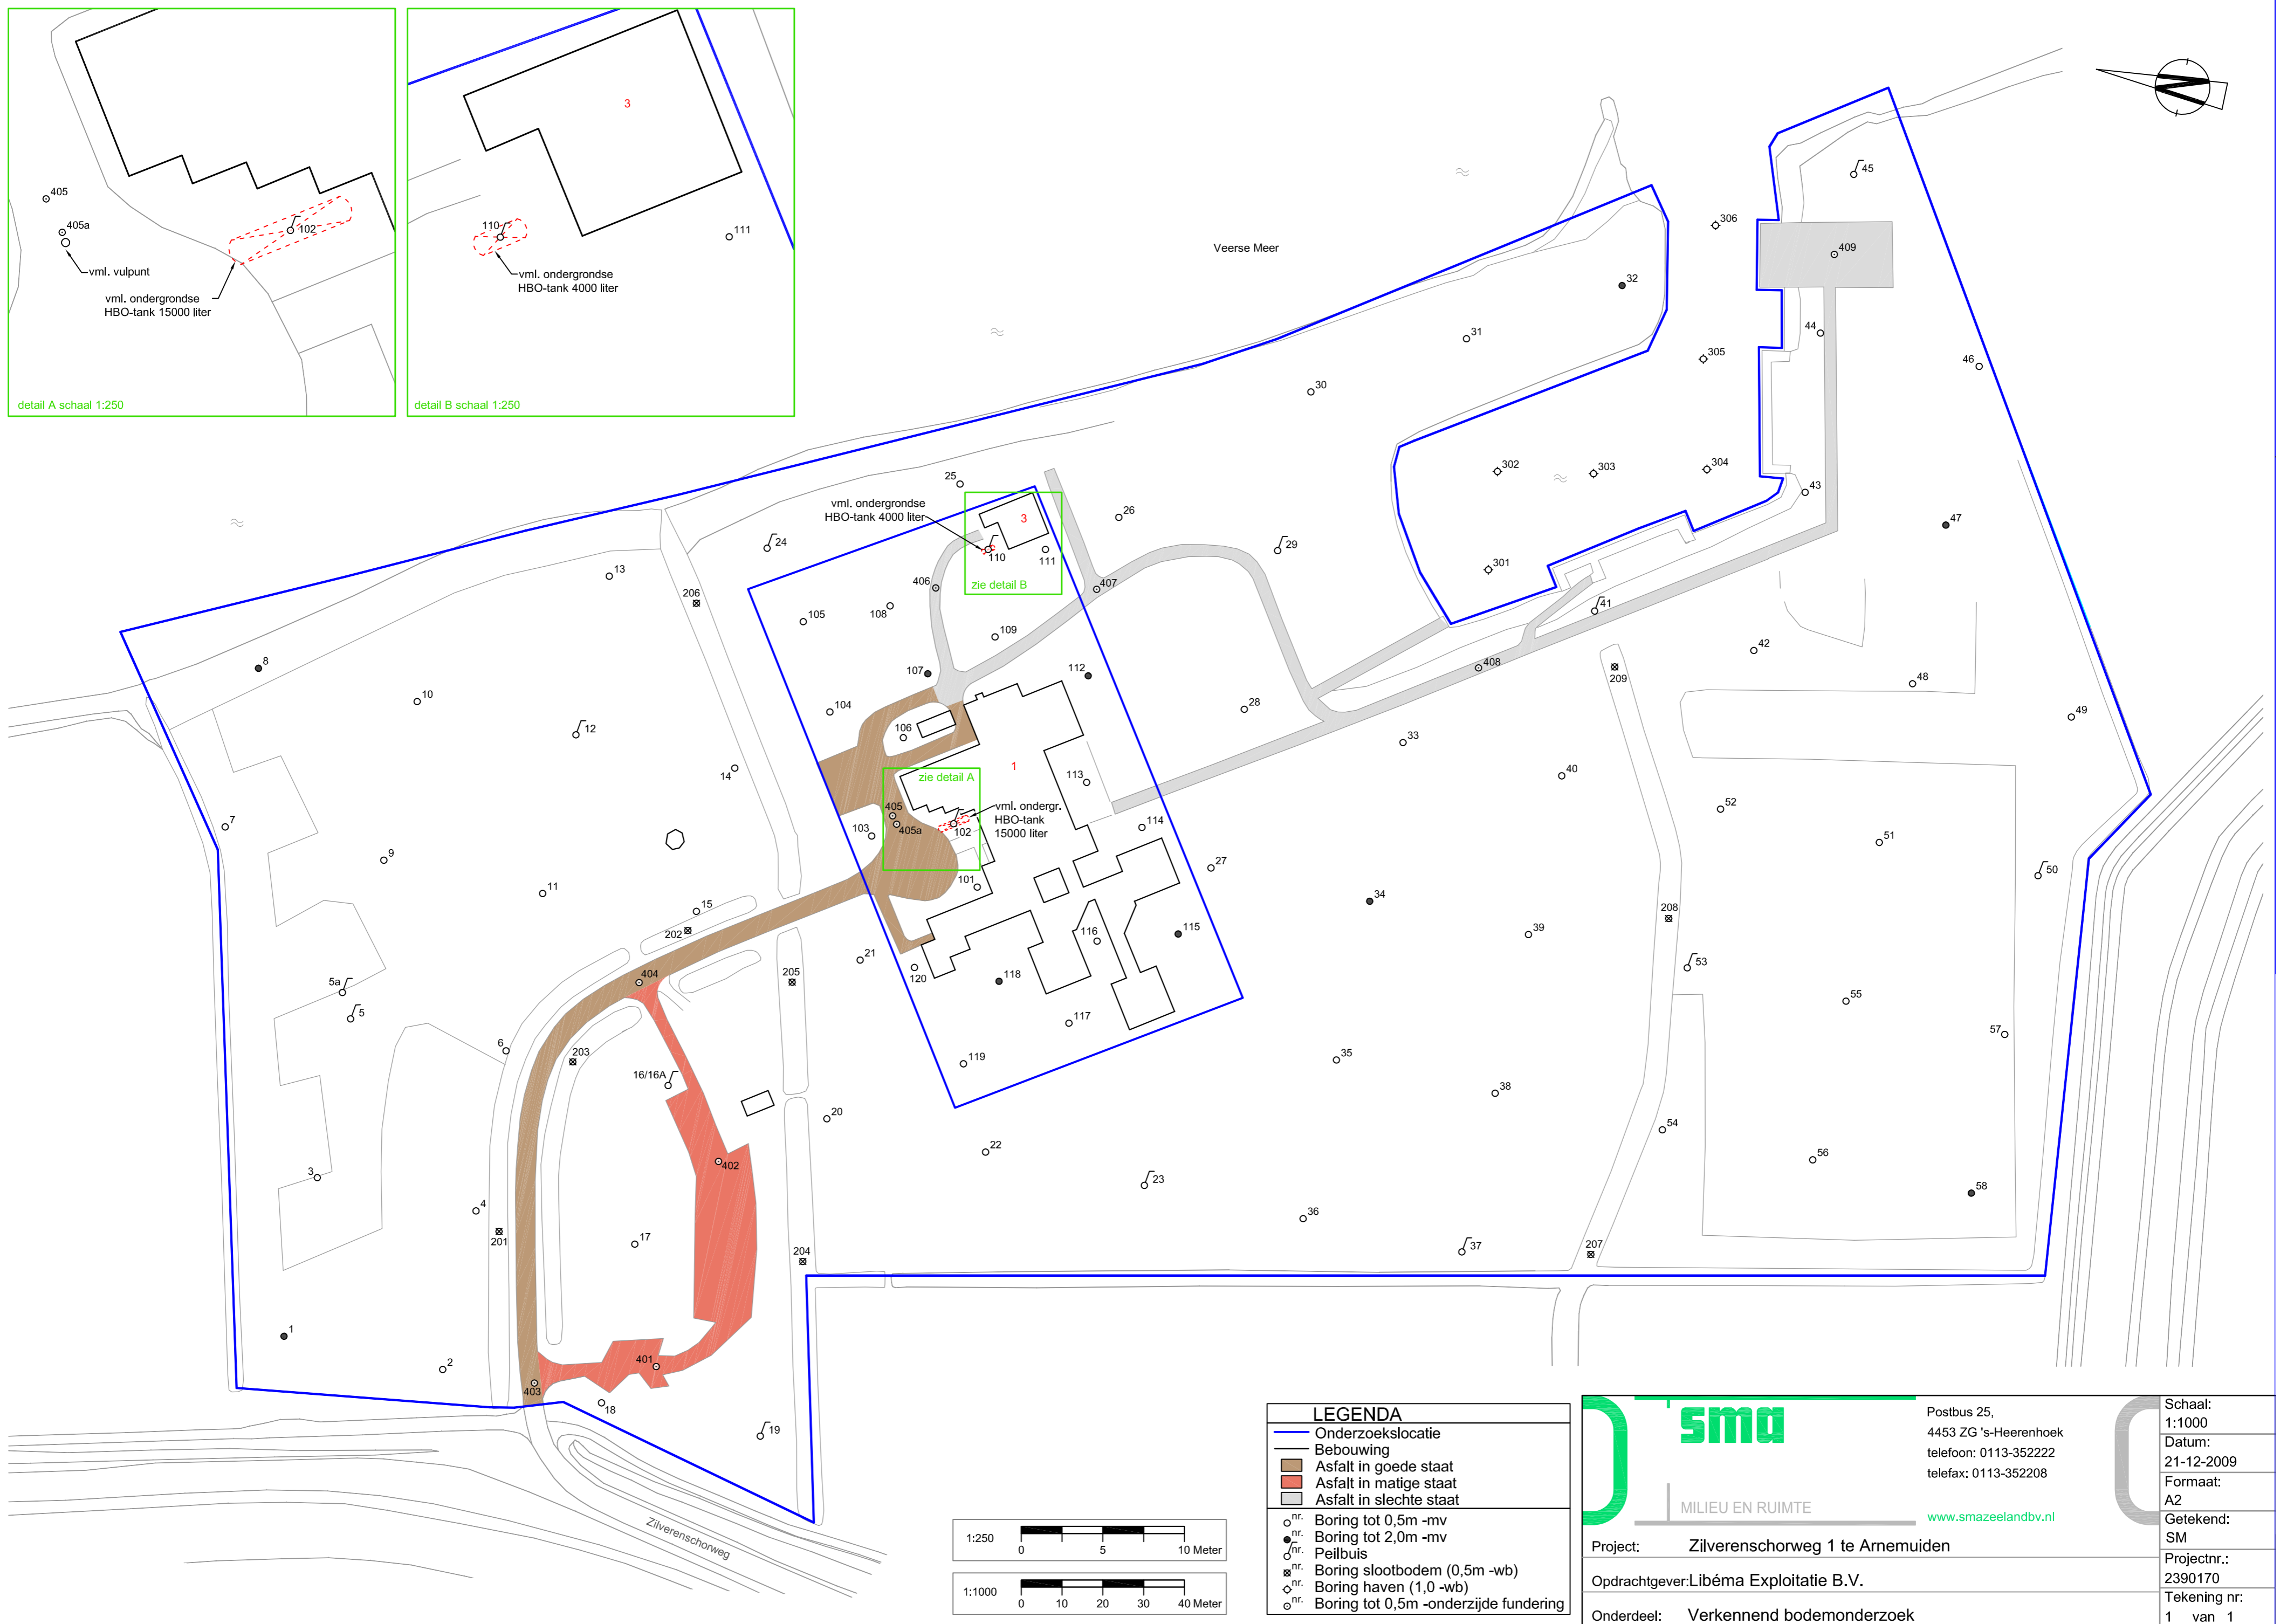 405
405a
vml. vulpunt
vml. ondergrondse
HBO-tank 15000 liter
102
detail A schaal 1:250
3
110
111
vml. ondergrondse
HBO-tank 4000 liter
detail B schaal 1:250
N
Veerse Meer
45
306
409
32
305
44
31
46
30
302
303
304
43
25
vml. ondergrondse
HBO-tank 4000 liter
3
26
47
24
110
111
29
301
zie detail B
13
406
407
206
105
108
41
109
42
8
107
112
408
209
48
10
104
28
49
12
106
33
14
1
40
zie detail A
113
52
405
vml. ondergr.
HBO-tank
15000 liter
7
103
405a
102
114
51
9
27
50
11
101
34
15
208
202
116
115
39
21
53
5a
404
205
120
118
55
5
117
57
6
203
119
35
16/16A
38
20
54
22
56
402
3
23
58
4
36
201
17
204
37
207
1
2
401
403
18
19
Zilverenschorweg
1:250
0 5 10 Meter
1:1000
0 10 20 30 40 Meter
LEGENDA
Onderzoekslocatie
Bebouwing
Asfalt in goede staat
Asfalt in matige staat
Asfalt in slechte staat
nr. Boring tot 0,5m -mv
nr. Boring tot 2,0m -mv
nr. Peilbuis
nr. Boring slootbodem (0,5m -wb)
nr. Boring haven (1,0 -wb)
nr. Boring tot 0,5m -onderzijde fundering
sma
MILIEU EN RUIMTE
Postbus 25,
4453 ZG 's-Heerenhoek
telefoon: 0113-352222
telefax: 0113-352208
www.smazeelandbv.nl
Project: Zilverenschorweg 1 te Arnemuiden
Opdrachtgever: Libéma Exploitatie B.V.
Onderdeel: Verkennend bodemonderzoek
Schaal:
1:1000
Datum:
21-12-2009
Formaat:
A2
Getekend:
SM
Projectnr.:
2390170
Tekening nr:
1 van 1